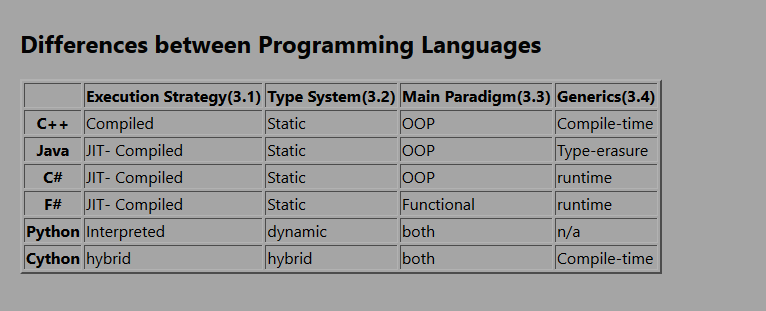 Differences between Programming Languages
Execution Strategy(3.1) Type System(3.2) Main Paradigm(3.3) Generics(3.4)
C++ Compiled Static OOP Compile-time
Java JIT- Compiled Static OOP Type-erasure
C# JIT- Compiled Static OOP runtime
F# JIT- Compiled Static Functional runtime
Python Interpreted dynamic both n/a
Cython hybrid hybrid both Compile-time